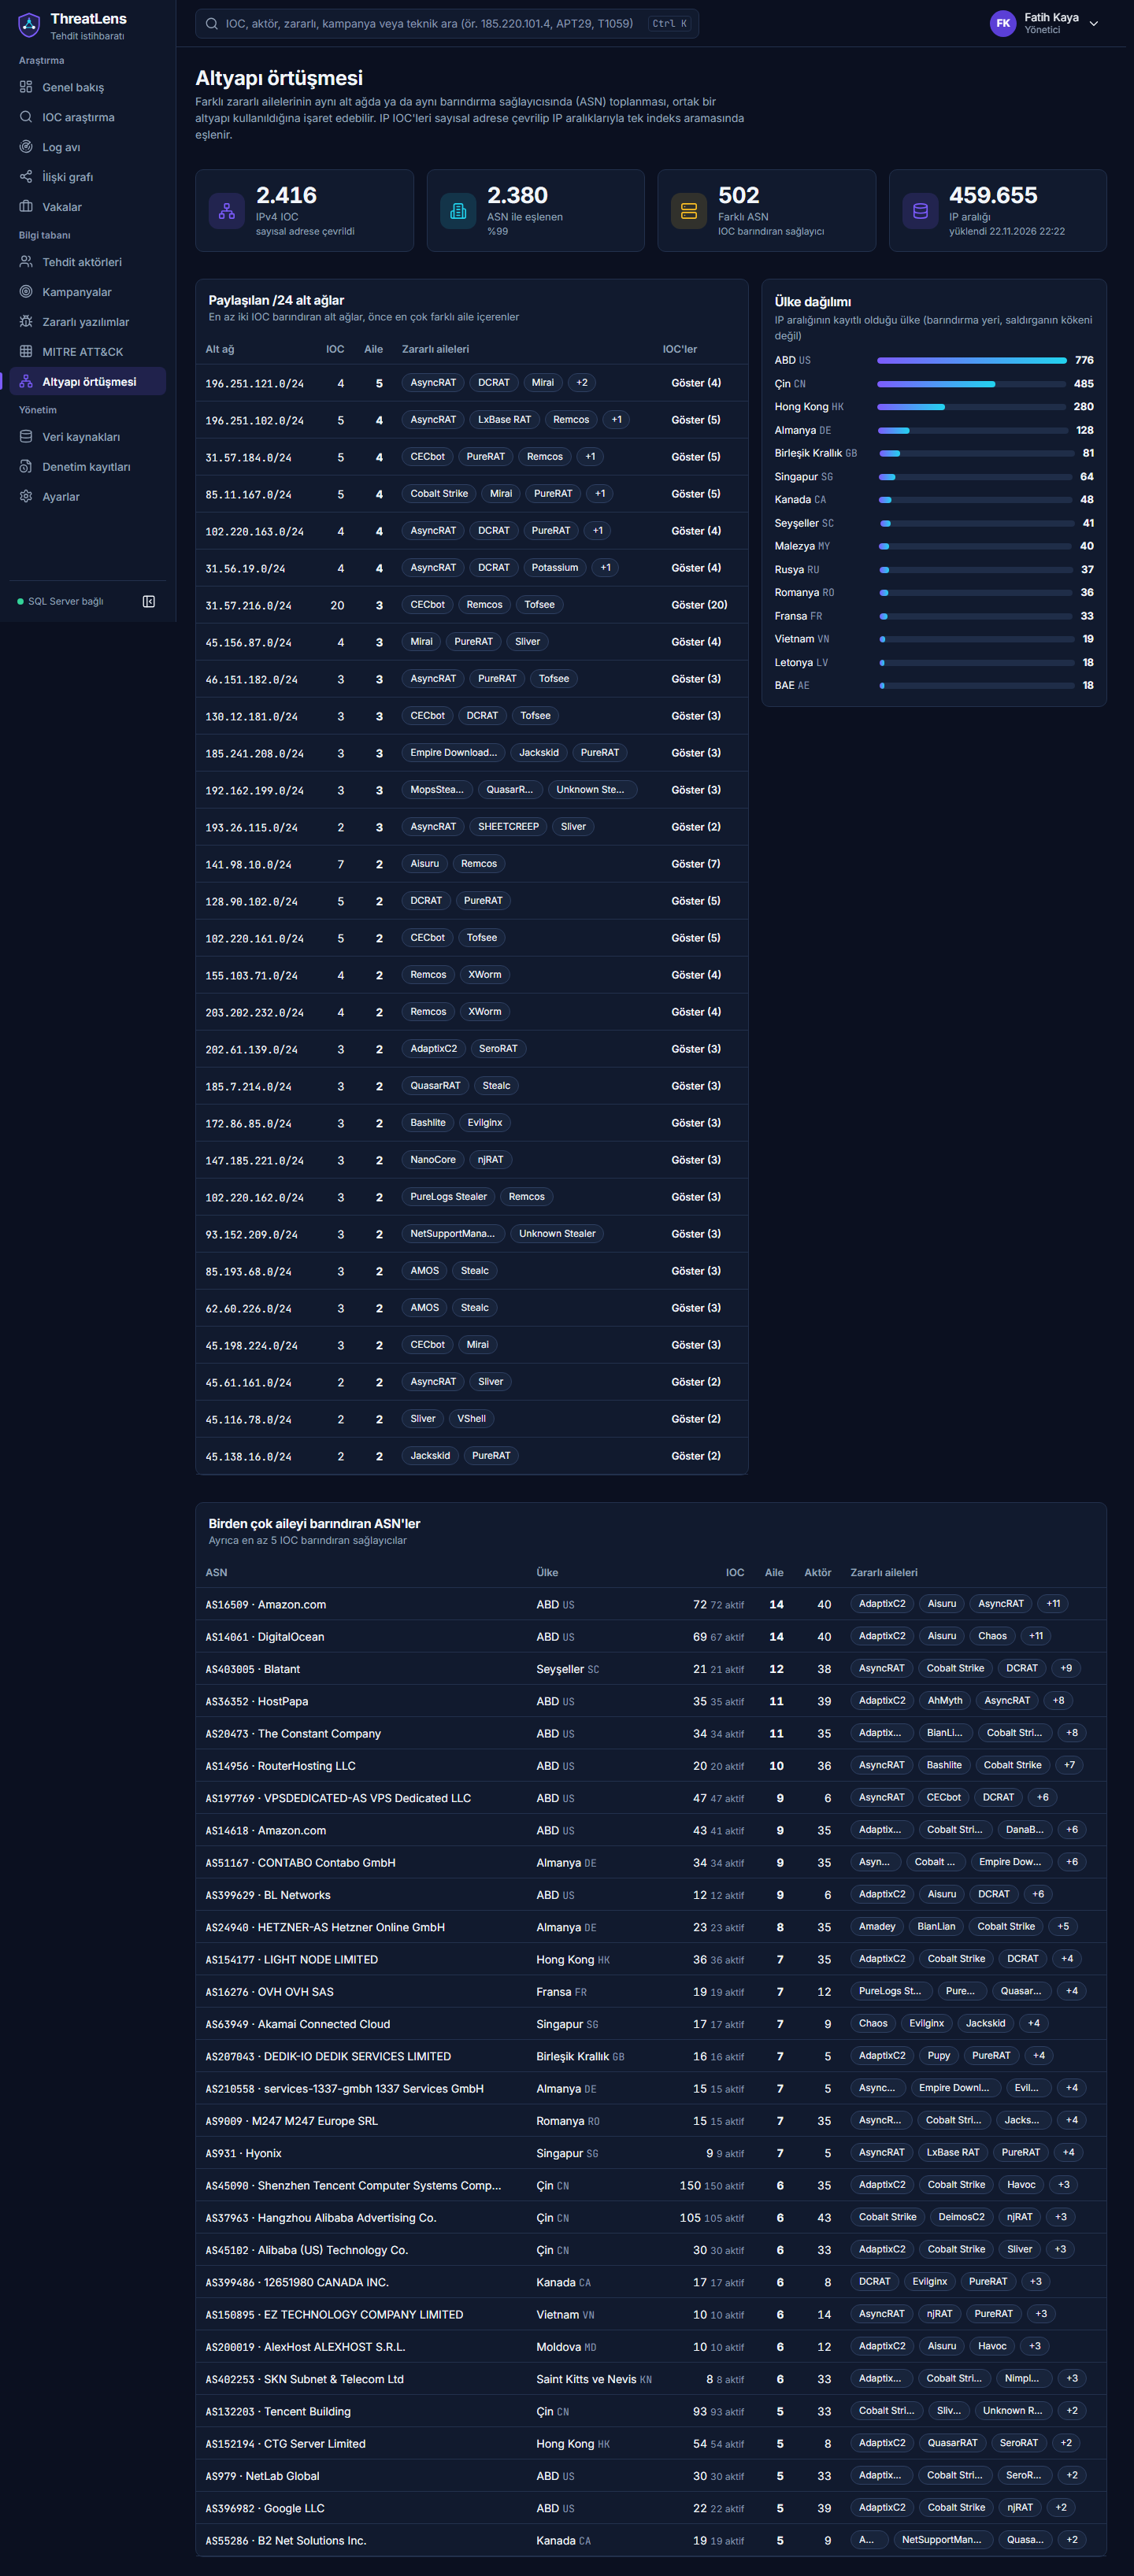 ThreatLens
Tehdit istihbaratı
Araştırma
Genel bakış
IOC araştırma
Log avı
İlişki grafı
Vakalar
Bilgi tabanı
Tehdit aktörleri
Kampanyalar
Zararlı yazılımlar
MITRE ATT&CK
Altyapı örtüşmesi
Yönetim
Veri kaynakları
Denetim kayıtları
Ayarlar
SQL Server bağlı
IOC, aktör, zararlı, kampanya veya teknik ara (ör. 185.220.101.4, APT29, T1059) Ctrl K
FK Fatih Kaya
Yönetici
Altyapı örtüşmesi
Farklı zararlı ailelerinin aynı alt ağda ya da aynı barındırma sağlayıcısında (ASN) toplanması, ortak bir
altyapı kullanıldığına işaret edebilir. IP IOC'leri sayısal adrese çevrilip IP aralıklarıyla tek indeks aramasında
eşlenir.
2.416
IPv4 IOC
sayısal adrese çevrildi
2.380
ASN ile eşlenen
%99
502
Farklı ASN
IOC barındıran sağlayıcı
459.655
IP aralığı
yüklendi 22.11.2026 22:22
Paylaşılan /24 alt ağlar
En az iki IOC barındıran alt ağlar, önce en çok farklı aile içerenler
Alt ağ IOC Aile Zararlı aileleri IOC'ler
196.251.121.0/24 4 5 AsyncRAT DCRAT Mirai +2 Göster (4)
196.251.102.0/24 5 4 AsyncRAT LxBase RAT Remcos +1 Göster (5)
31.57.184.0/24 5 4 CECbot PureRAT Remcos +1 Göster (5)
85.11.167.0/24 5 4 Cobalt Strike Mirai PureRAT +1 Göster (5)
102.220.163.0/24 4 4 AsyncRAT DCRAT PureRAT +1 Göster (4)
31.56.19.0/24 4 4 AsyncRAT DCRAT Potassium +1 Göster (4)
31.57.216.0/24 20 3 CECbot Remcos Tofsee Göster (20)
45.156.87.0/24 4 3 Mirai PureRAT Sliver Göster (4)
46.151.182.0/24 3 3 AsyncRAT PureRAT Tofsee Göster (3)
130.12.181.0/24 3 3 CECbot DCRAT Tofsee Göster (3)
185.241.208.0/24 3 3 Empire Download... Jackskid PureRAT Göster (3)
192.162.199.0/24 3 3 MopsStea... QuasarR... Unknown Ste... Göster (3)
193.26.115.0/24 2 3 AsyncRAT SHEETCREEP Sliver Göster (2)
141.98.10.0/24 7 2 Aisuru Remcos Göster (7)
128.90.102.0/24 5 2 DCRAT PureRAT Göster (5)
102.220.161.0/24 5 2 CECbot Tofsee Göster (5)
155.103.71.0/24 4 2 Remcos XWorm Göster (4)
203.202.232.0/24 4 2 Remcos XWorm Göster (4)
202.61.139.0/24 3 2 AdaptixC2 SeroRAT Göster (3)
185.7.214.0/24 3 2 QuasarRAT Stealc Göster (3)
172.86.85.0/24 3 2 Bashlite Evilginx Göster (3)
147.185.221.0/24 3 2 NanoCore njRAT Göster (3)
102.220.162.0/24 3 2 PureLogs Stealer Remcos Göster (3)
93.152.209.0/24 3 2 NetSupportMana... Unknown Stealer Göster (3)
85.193.68.0/24 3 2 AMOS Stealc Göster (3)
62.60.226.0/24 3 2 AMOS Stealc Göster (3)
45.198.224.0/24 3 2 CECbot Mirai Göster (3)
45.61.161.0/24 2 2 AsyncRAT Sliver Göster (2)
45.116.78.0/24 2 2 Sliver VShell Göster (2)
45.138.16.0/24 2 2 Jackskid PureRAT Göster (2)
Ülke dağılımı
IP aralığının kayıtlı olduğu ülke (barındırma yeri, saldırganın kökeni
değil)
ABD US 776
Çin CN 485
Hong Kong HK 280
Almanya DE 128
Birleşik Krallık GB 81
Singapur SG 64
Kanada CA 48
Seyşeller SC 41
Malezya MY 40
Rusya RU 37
Romanya RO 36
Fransa FR 33
Vietnam VN 19
Letonya LV 18
BAE AE 18
Birden çok aileyi barındıran ASN'ler
Ayrıca en az 5 IOC barındıran sağlayıcılar
ASN Ülke IOC Aile Aktör Zararlı aileleri
AS16509 · Amazon.com ABD US 72 72 aktif 14 40 AdaptixC2 Aisuru AsyncRAT +11
AS14061 · DigitalOcean ABD US 69 67 aktif 14 40 AdaptixC2 Aisuru Chaos +11
AS403005 · Blatant Seyşeller SC 21 21 aktif 12 38 AsyncRAT Cobalt Strike DCRAT +9
AS36352 · HostPapa ABD US 35 35 aktif 11 39 AdaptixC2 AhMyth AsyncRAT +8
AS20473 · The Constant Company ABD US 34 34 aktif 11 35 Adaptix... BianLi... Cobalt Stri... +8
AS14956 · RouterHosting LLC ABD US 20 20 aktif 10 36 AsyncRAT Bashlite Cobalt Strike +7
AS197769 · VPSDEDICATED-AS VPS Dedicated LLC ABD US 47 47 aktif 9 6 AsyncRAT CECbot DCRAT +6
AS14618 · Amazon.com ABD US 43 41 aktif 9 35 Adaptix... Cobalt Stri... DanaB... +6
AS51167 · CONTABO Contabo GmbH Almanya DE 34 34 aktif 9 35 Asyn... Cobalt ... Empire Dow... +6
AS399629 · BL Networks ABD US 12 12 aktif 9 6 AdaptixC2 Aisuru DCRAT +6
AS24940 · HETZNER-AS Hetzner Online GmbH Almanya DE 23 23 aktif 8 35 Amadey BianLian Cobalt Strike +5
AS154177 · LIGHT NODE LIMITED Hong Kong HK 36 36 aktif 7 35 AdaptixC2 Cobalt Strike DCRAT +4
AS16276 · OVH OVH SAS Fransa FR 19 19 aktif 7 12 PureLogs St... Pure... Quasar... +4
AS63949 · Akamai Connected Cloud Singapur SG 17 17 aktif 7 9 Chaos Evilginx Jackskid +4
AS207043 · DEDIK-IO DEDIK SERVICES LIMITED Birleşik Krallık GB 16 16 aktif 7 5 AdaptixC2 Pupy PureRAT +4
AS210558 · services-1337-gmbh 1337 Services GmbH Almanya DE 15 15 aktif 7 5 Async... Empire Downl... Evil... +4
AS9009 · M247 M247 Europe SRL Romanya RO 15 15 aktif 7 35 AsyncR... Cobalt Stri... Jacks... +4
AS931 · Hyonix Singapur SG 9 9 aktif 7 5 AsyncRAT LxBase RAT PureRAT +4
AS45090 · Shenzhen Tencent Computer Systems Comp... Çin CN 150 150 aktif 6 35 AdaptixC2 Cobalt Strike Havoc +3
AS37963 · Hangzhou Alibaba Advertising Co. Çin CN 105 105 aktif 6 43 Cobalt Strike DeimosC2 njRAT +3
AS45102 · Alibaba (US) Technology Co. Çin CN 30 30 aktif 6 33 AdaptixC2 Cobalt Strike Sliver +3
AS399486 · 12651980 CANADA INC. Kanada CA 17 17 aktif 6 8 DCRAT Evilginx PureRAT +3
AS150895 · EZ TECHNOLOGY COMPANY LIMITED Vietnam VN 10 10 aktif 6 14 AsyncRAT njRAT PureRAT +3
AS200019 · AlexHost ALEXHOST S.R.L. Moldova MD 10 10 aktif 6 12 AdaptixC2 Aisuru Havoc +3
AS402253 · SKN Subnet & Telecom Ltd Saint Kitts ve Nevis KN 8 8 aktif 6 33 Adaptix... Cobalt Stri... Nimpl... +3
AS132203 · Tencent Building Çin CN 93 93 aktif 5 33 Cobalt Stri... Sliv... Unknown R... +2
AS152194 · CTG Server Limited Hong Kong HK 54 54 aktif 5 8 AdaptixC2 QuasarRAT SeroRAT +2
AS979 · NetLab Global ABD US 30 30 aktif 5 33 Adaptix... Cobalt Stri... SeroR... +2
AS396982 · Google LLC ABD US 22 22 aktif 5 39 AdaptixC2 Cobalt Strike njRAT +2
AS55286 · B2 Net Solutions Inc. Kanada CA 19 19 aktif 5 9 A... NetSupportMan... Quasa... +2